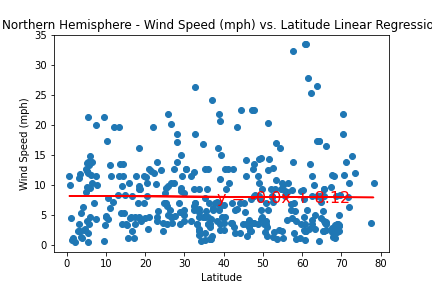 Northern Hemisphere - Wind Speed (mph) vs. Latitude Linear Regressio
35
30
25
20
15
10
5
0
Wind Speed (mph)
0 10 20 30 40 50 60 70 80
Latitude